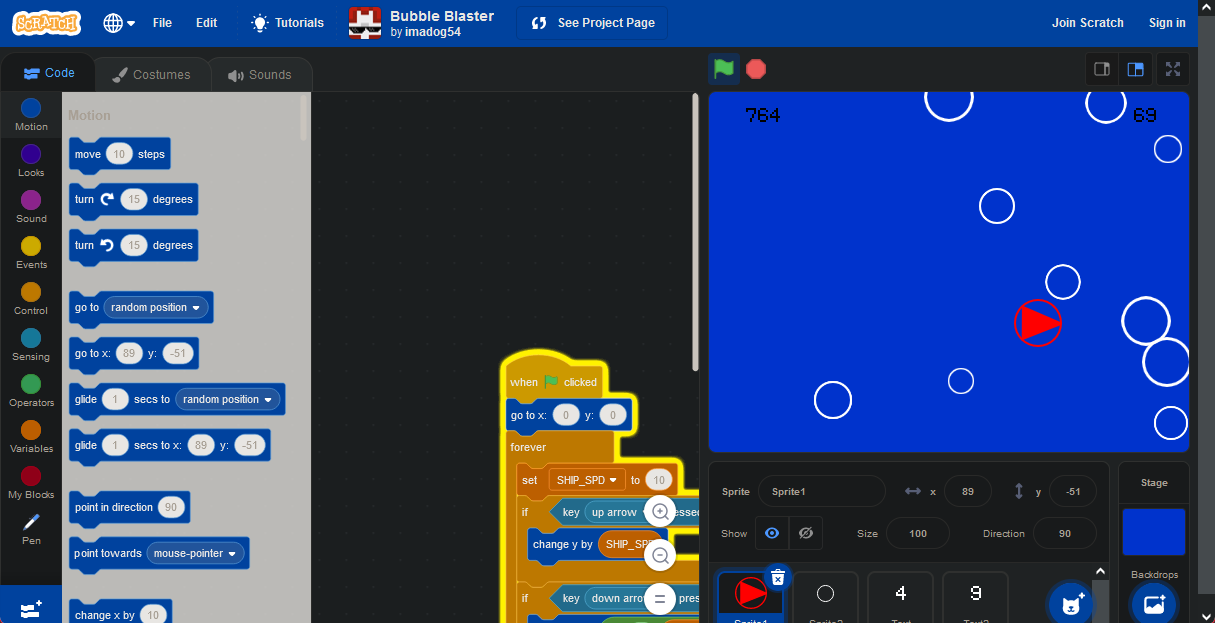 SCRATCH
File
Edit
Tutorials
Bubble Blaster
by imadog54
See Project Page
Join Scratch
Sign in
Code
Costumes
Sounds
Motion
Looks
Sound
Events
Control
Sensing
Operators
Variables
My Blocks
Pen
Motion
move 10 steps
turn 15 degrees
turn 15 degrees
go to random position
go to x: 89 y: -51
glide 1 secs to random position
glide 1 secs to x: 89 y: -51
point in direction 90
point towards mouse-pointer
change x by 10
when clicked
go to x: 0 y: 0
forever
set SHIP_SPD to 10
if key up arrow
change y by SHIP_SPD
if key down arrow
764
69
Sprite Sprite1 x 89 y -51
Show Size 100 Direction 90
4
9
Sprite1
Sprite2
Text
Text2
Stage
Backdrops